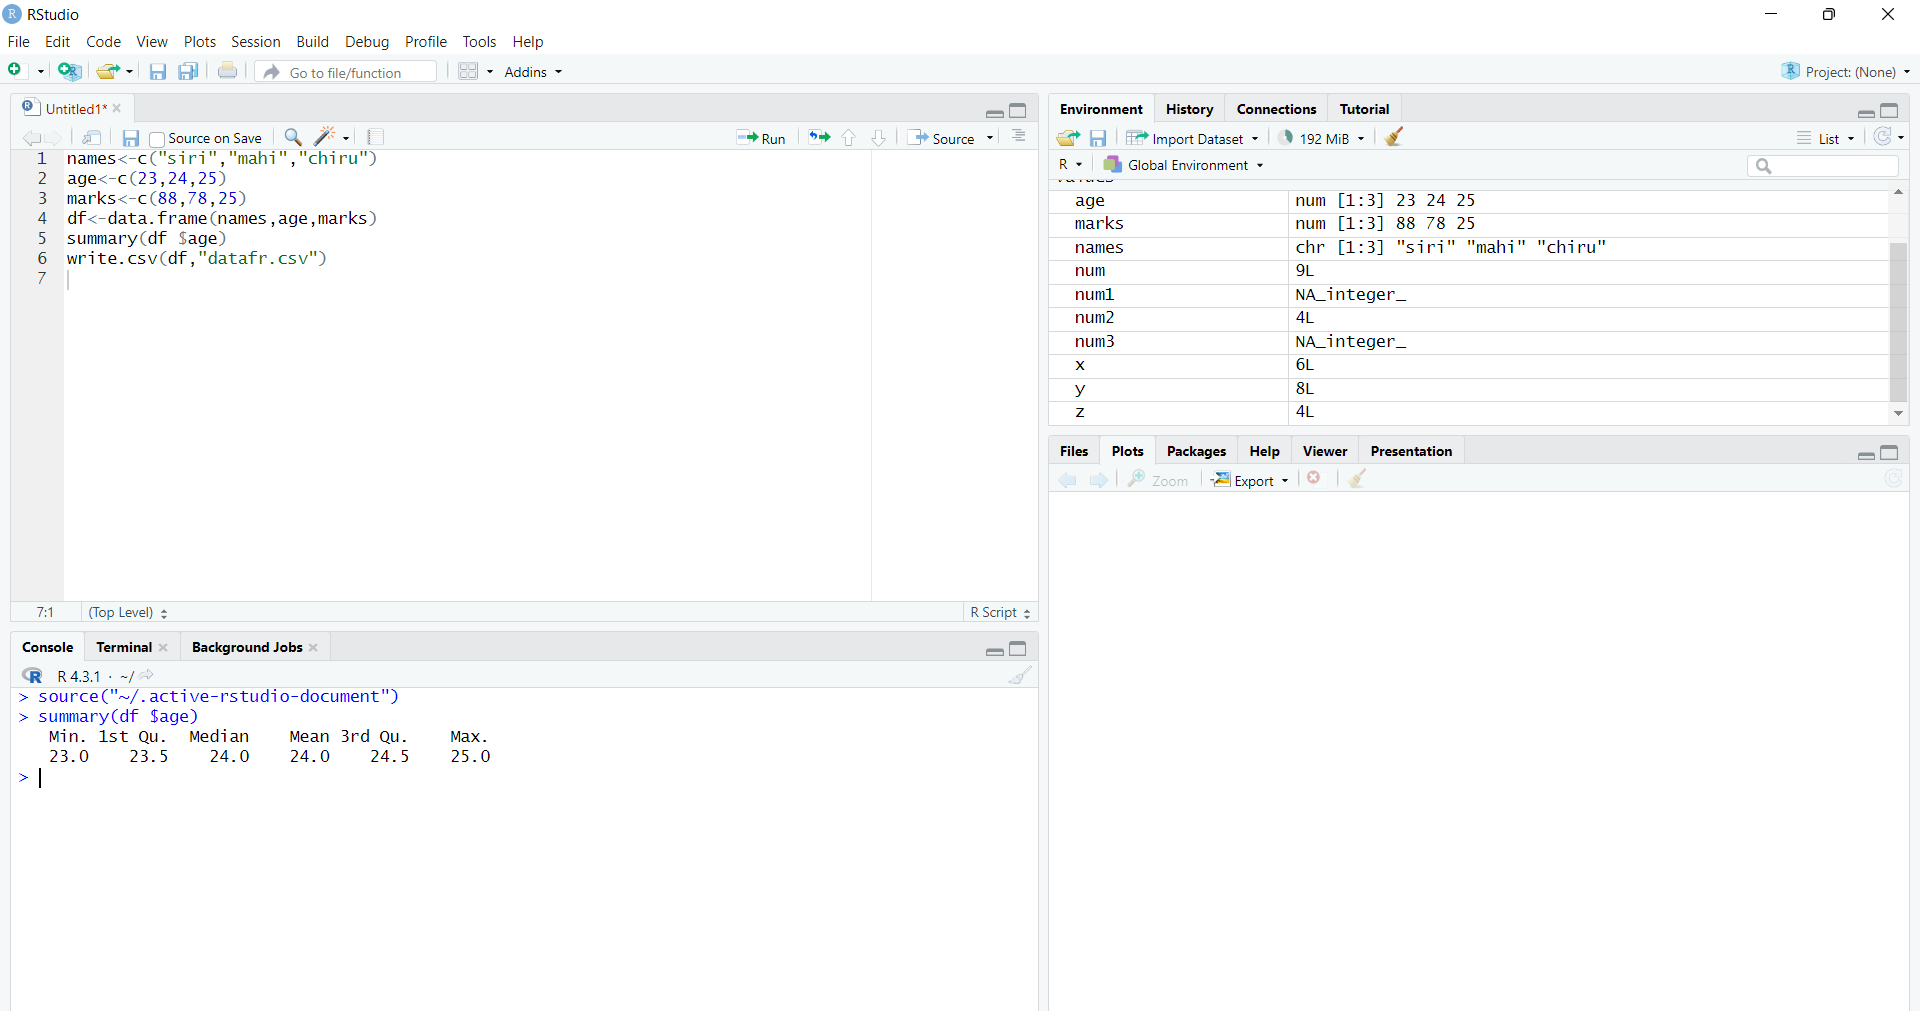 RStudio
File Edit Code View Plots Session Build Debug Profile Tools Help
Go to file/function Addins Project: (None)
Untitled1*
Source on Save Run Source
1 names<-c("siri","mahi","chiru")
2 age<-c(23,24,25)
3 marks<-c(88,78,25)
4 df<-data.frame(names,age,marks)
5 summary(df $age)
6 write.csv(df,"datafr.csv")
7
7:1 (Top Level) R Script
Console Terminal Background Jobs
R 4.3.1 · ~/
> source("~/.active-rstudio-document")
> summary(df $age)
Min. 1st Qu. Median Mean 3rd Qu. Max.
23.0 23.5 24.0 24.0 24.5 25.0
>
Environment History Connections Tutorial
Import Dataset 192 MiB List
R Global Environment
age num [1:3] 23 24 25
marks num [1:3] 88 78 25
names chr [1:3] "siri" "mahi" "chiru"
num 9L
num1 NA_integer_
num2 4L
num3 NA_integer_
x 6L
y 8L
z 4L
Files Plots Packages Help Viewer Presentation
Zoom Export